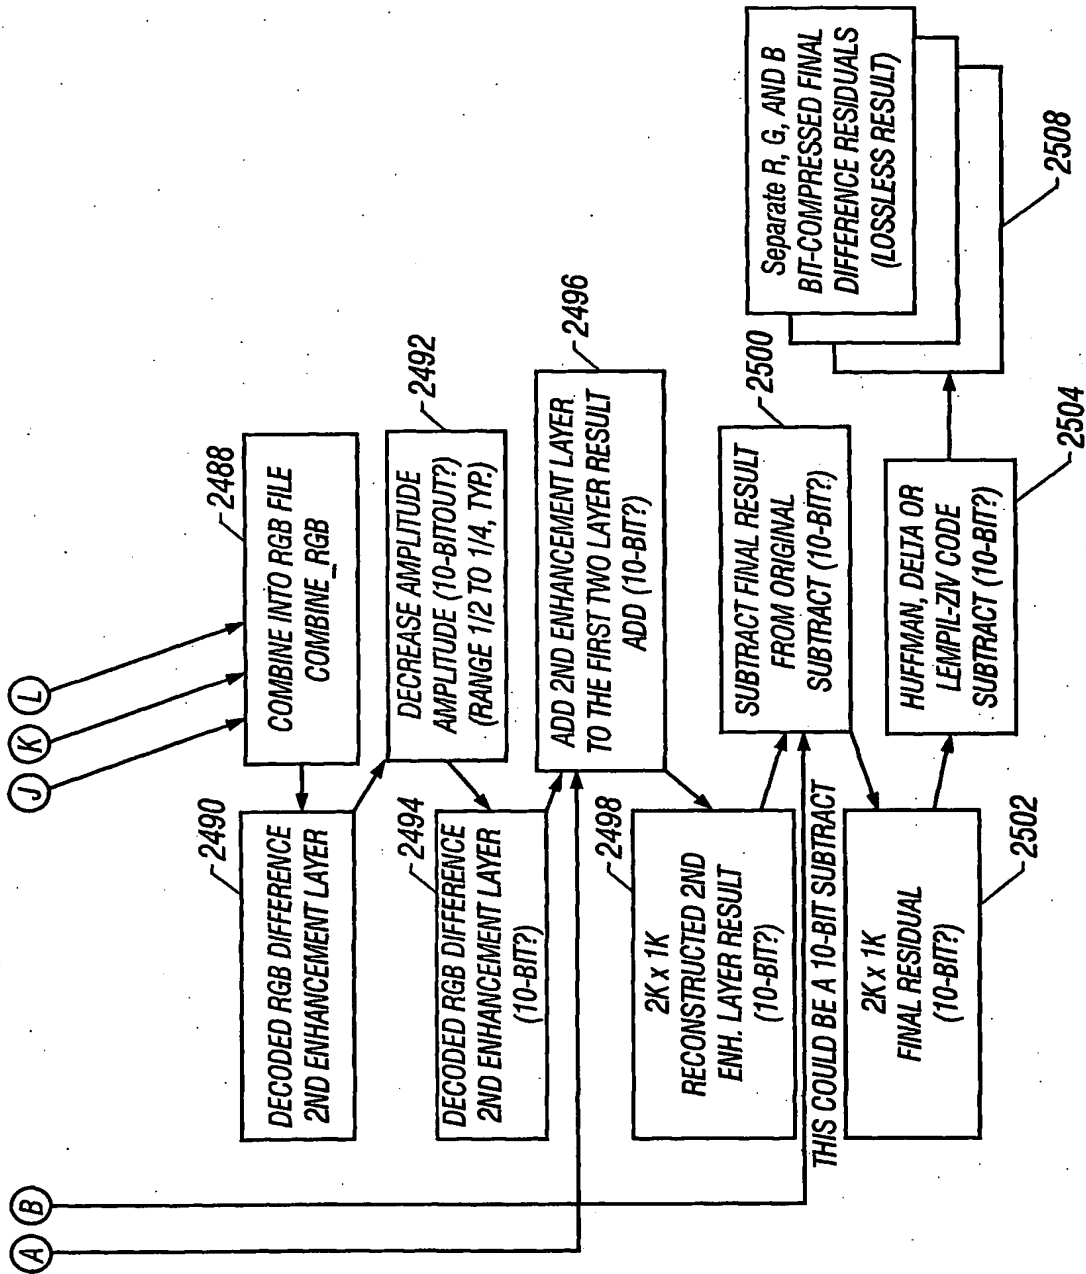 A
B
J
K
L
2488
COMBINE INTO RGB FILE
COMBINE_RGB
2490
DECODED RGB DIFFERENCE
2ND ENHANCEMENT LAYER
2492
DECREASE AMPLITUDE
AMPLITUDE (10-BITOUT?)
(RANGE 1/2 TO 1/4, TYP.)
2494
DECODED RGB DIFFERENCE
2ND ENHANCEMENT LAYER
(10-BIT?)
2496
ADD 2ND ENHANCEMENT LAYER
TO THE FIRST TWO LAYER RESULT
ADD (10-BIT?)
2498
2K x 1K
RECONSTRUCTED 2ND
ENH. LAYER RESULT
(10-BIT?)
2500
SUBTRACT FINAL RESULT
FROM ORIGINAL
SUBTRACT (10-BIT?)
THIS COULD BE A 10-BIT SUBTRACT
2K x 1K
FINAL RESIDUAL
(10-BIT?)
2502
HUFFMAN, DELTA OR
LEMPIL-ZIV CODE
SUBTRACT (10-BIT?)
2504
Separate R, G, AND B
BIT-COMPRESSED FINAL
DIFFERENCE RESIDUALS
(LOSSLESS RESULT)
2508